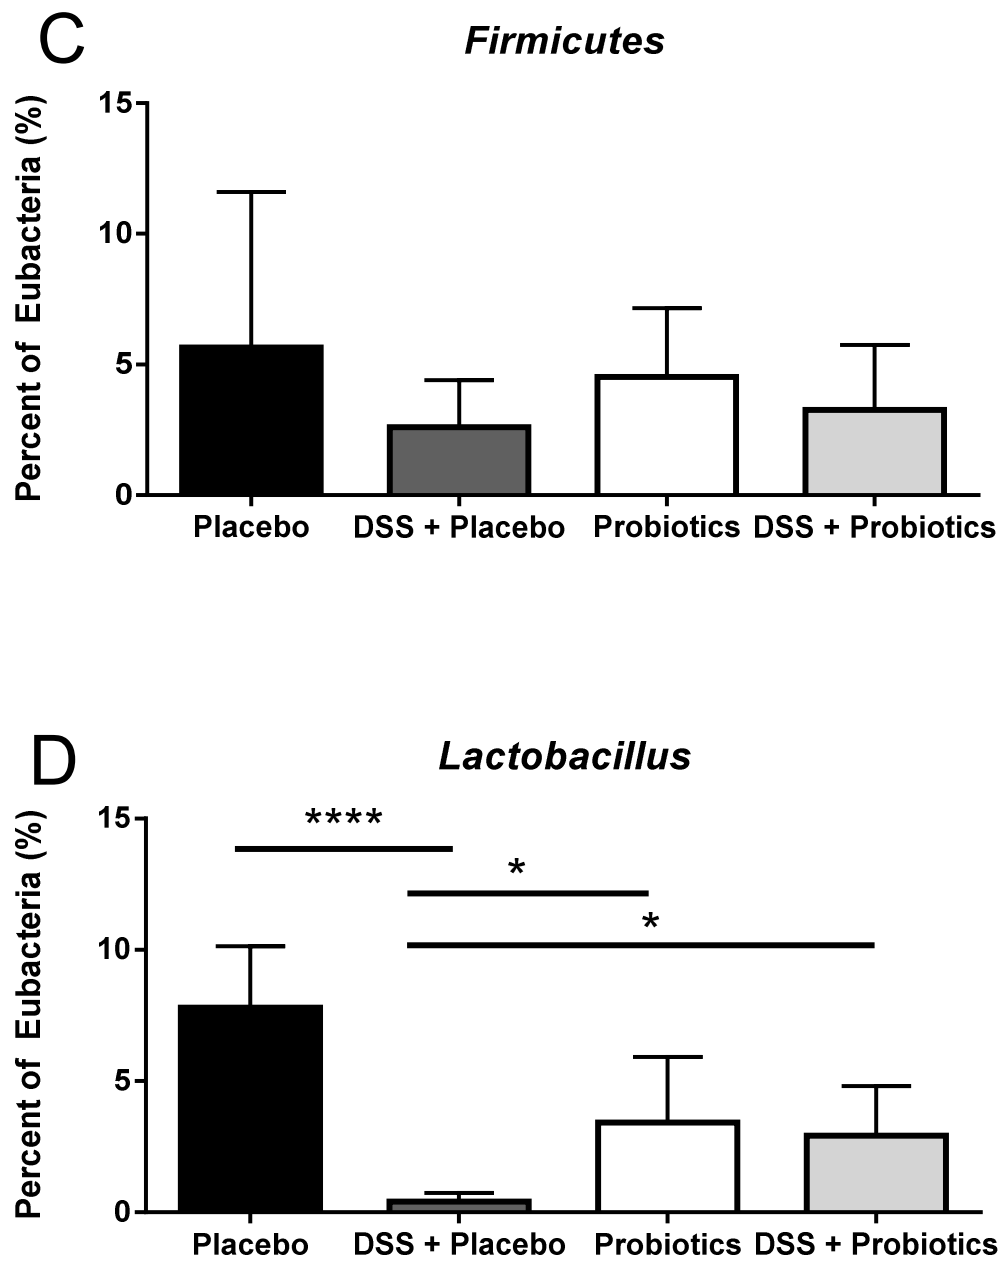 C
Firmicutes
Percent of Eubacteria (%)
15
10
5
0
Placebo DSS + Placebo Probiotics DSS + Probiotics
D
Lactobacillus
Percent of Eubacteria (%)
15
10
5
0
****
*
*
Placebo DSS + Placebo Probiotics DSS + Probiotics